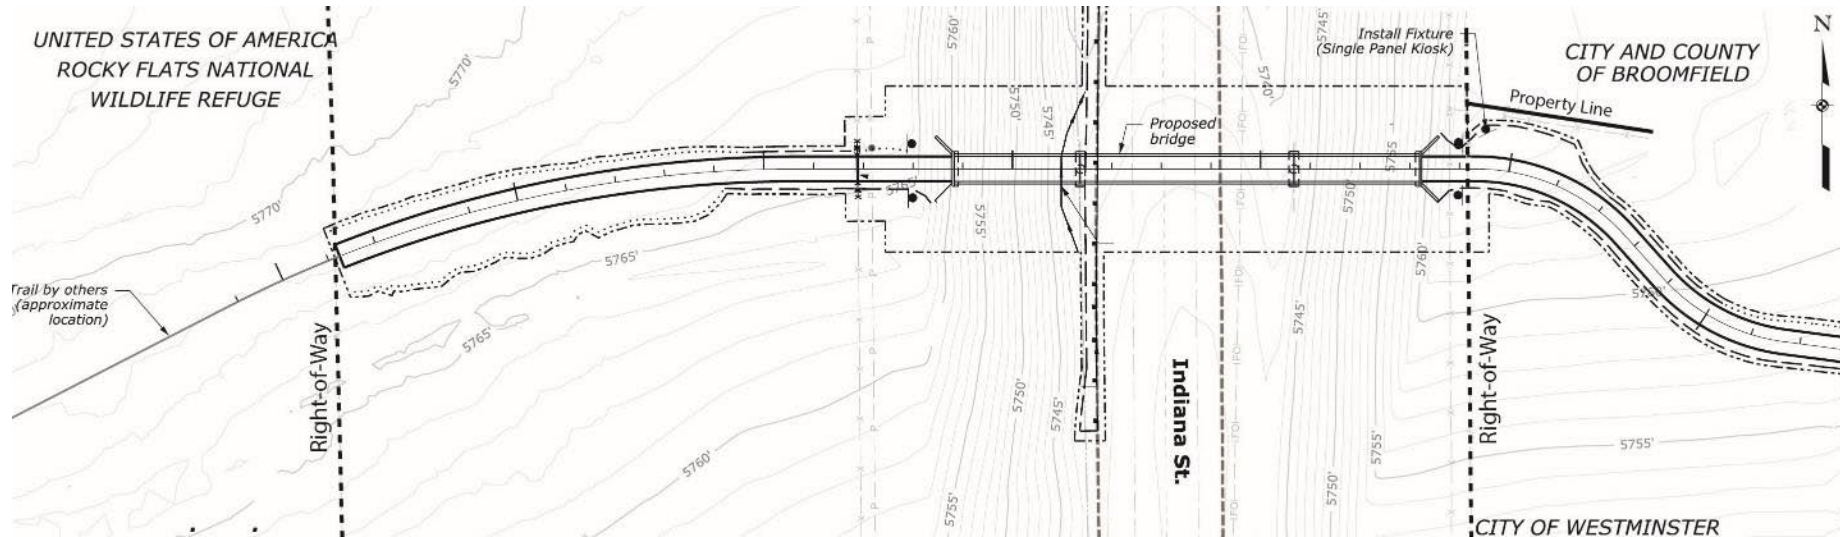 UNITED STATES OF AMERICA
ROCKY FLATS NATIONAL
WILDLIFE REFUGE
5770'
5760'
5750'
5745'
Proposed
bridge
5740'
5745'
Install Fixture
(Single Panel Kiosk)
CITY AND COUNTY
OF BROOMFIELD
N
Property Line
IFOI
P
X
5770'
5765'
5755'
5750'
5755'
5765'
5760'
Trail by others
(approximate
location)
5765'
Right-of-Way
5750'
5745'
Indiana St.
5745'
Right-of-Way
5760'
5755'
5755'
5750'
5755'
CITY OF WESTMINSTER